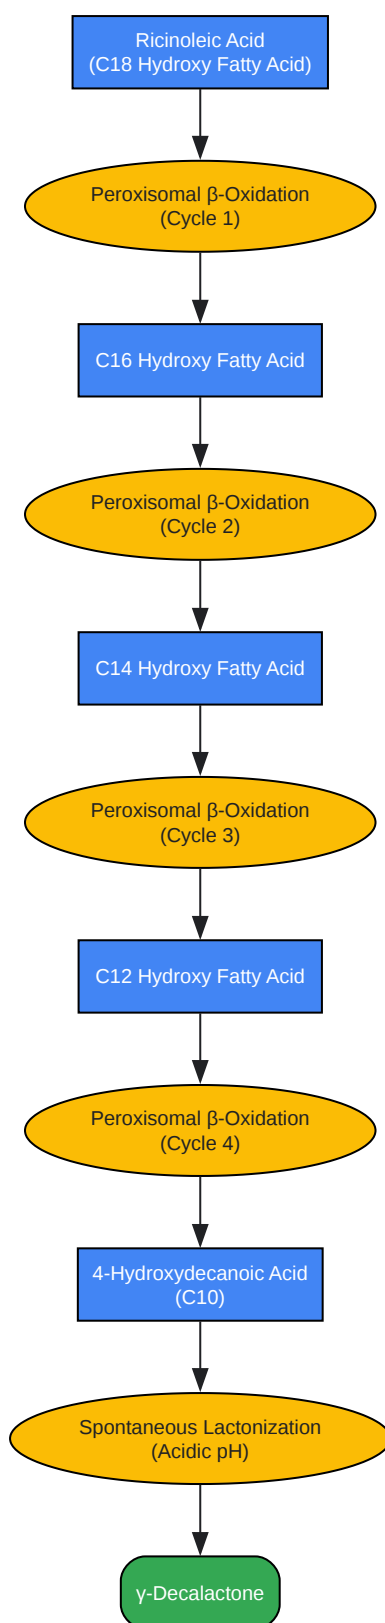 Ricinoleic Acid
(C18 Hydroxy Fatty Acid)
Peroxisomal β-Oxidation
(Cycle 1)
C16 Hydroxy Fatty Acid
Peroxisomal β-Oxidation
(Cycle 2)
C14 Hydroxy Fatty Acid
Peroxisomal β-Oxidation
(Cycle 3)
C12 Hydroxy Fatty Acid
Peroxisomal β-Oxidation
(Cycle 4)
4-Hydroxydecanoic Acid
(C10)
Spontaneous Lactonization
(Acidic pH)
γ-Decalactone